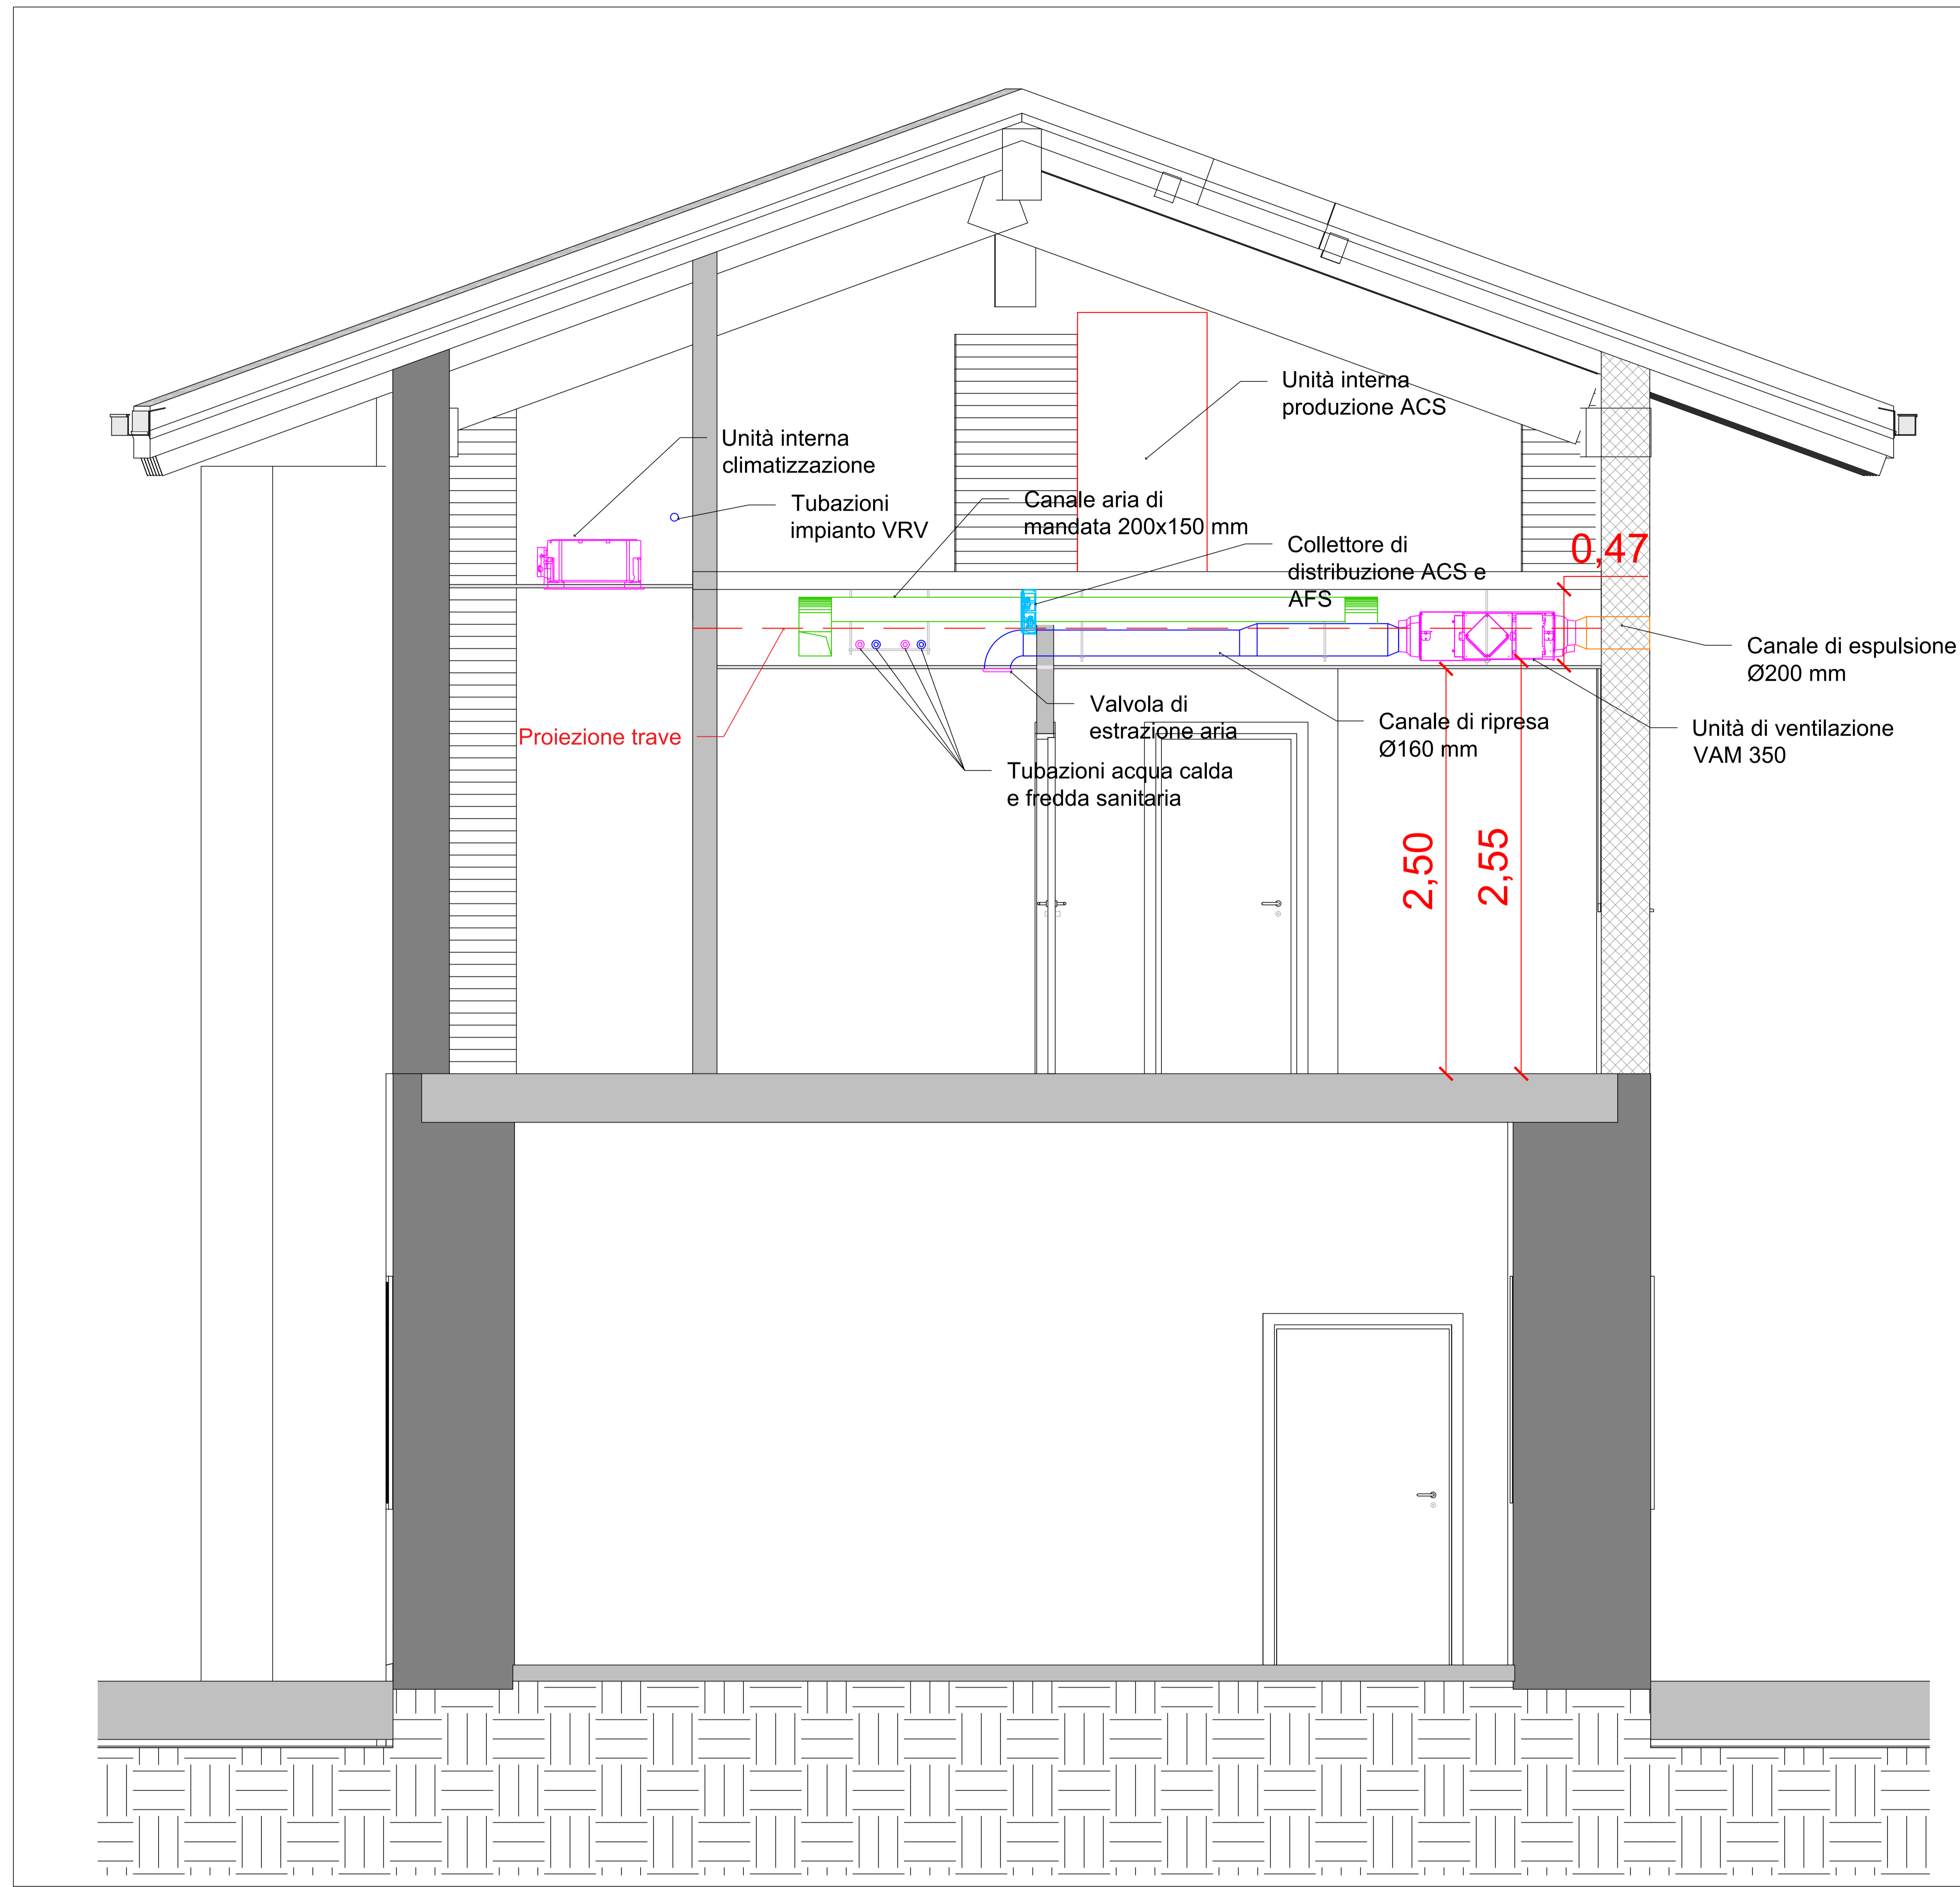 Unità interna
produzione ACS
Unità interna
climatizzazione
Tubazioni
impianto VRV
Canale aria di
mandata 200x150 mm
Collettore di
distribuzione ACS e
AFS
0,47
Canale di espulsione
Ø200 mm
Valvola di
estrazione aria
Canale di ripresa
Ø160 mm
Unità di ventilazione
VAM 350
Proiezione trave
Tubazioni acqua calda
e fredda sanitaria
2,50
2,55